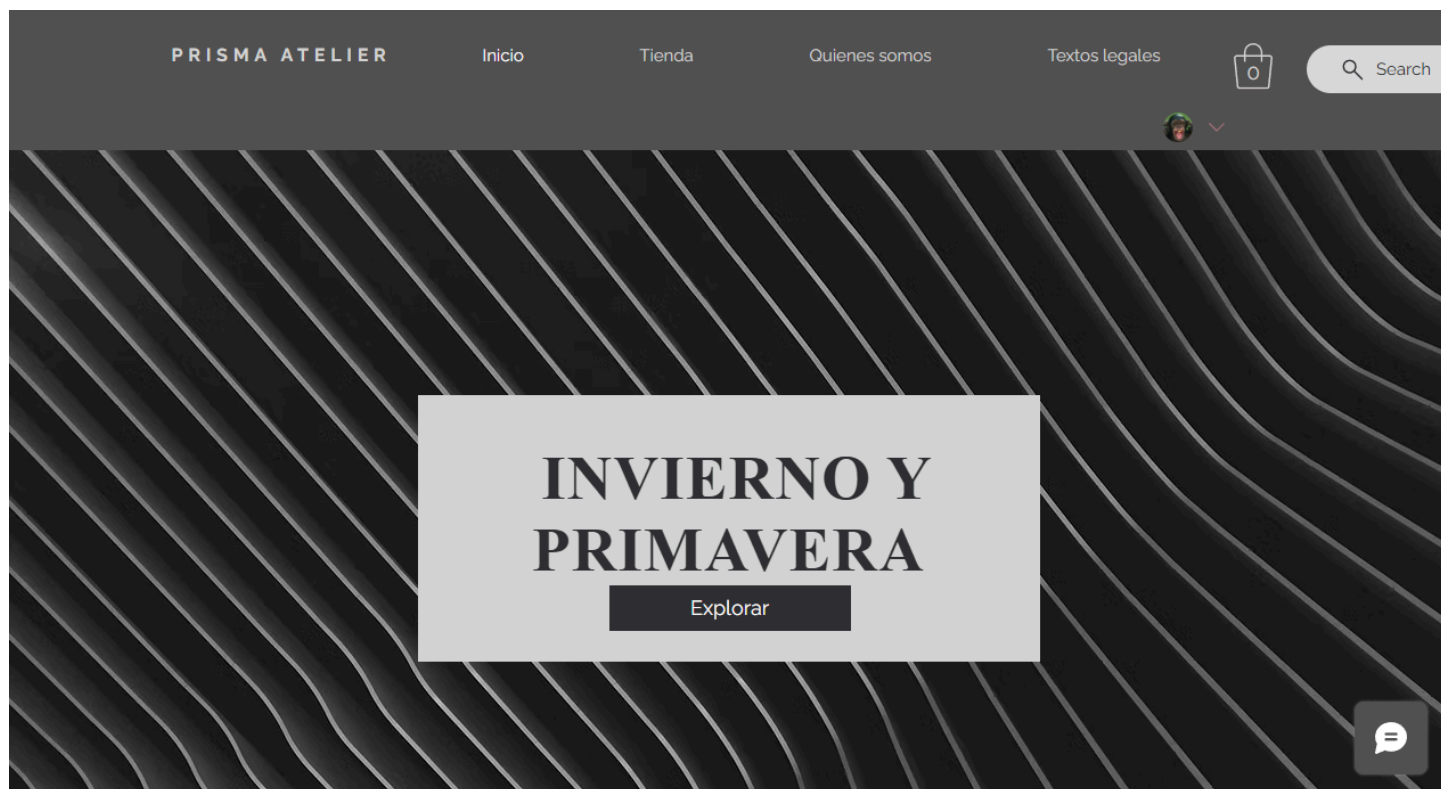 PRISMA ATELIER Inicio Tienda Quienes somos Textos legales 0 Search
INVIERNO Y
PRIMAVERA
Explorar